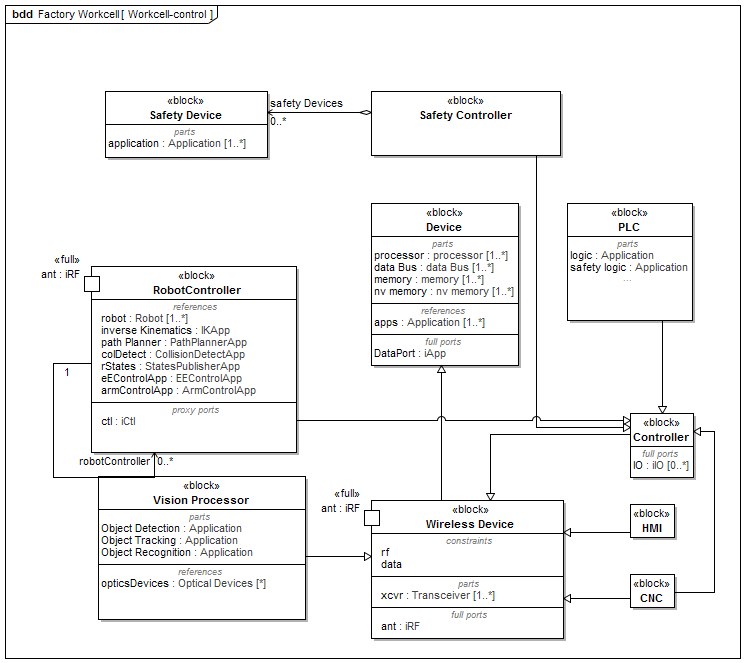 bdd Factory Workcell[ Workcell-control ]
«block»
Safety Device
parts
application : Application [1..*]
safety Devices
0..*
«block»
Safety Controller
«block»
Device
parts
processor : processor [1..*]
data Bus : data Bus [1..*]
memory : memory [1..*]
nv memory : nv memory [1..*]
references
apps : Application [1..*]
full ports
DataPort : iApp
«block»
PLC
parts
logic : Application
safety logic : Application
...
«full»
ant : iRF
«block»
RobotController
references
robot : Robot [1..*]
inverse Kinematics : IKApp
path Planner : PathPlannerApp
colDetect : CollisionDetectApp
rStates : StatesPublisherApp
eEControlApp : EEControlApp
armControlApp : ArmControlApp
proxy ports
ctl : iCtl
1
robotController
0..*
«block»
Controller
full ports
IO : iIO [0..*]
«block»
Vision Processor
parts
Object Detection : Application
Object Tracking : Application
Object Recognition : Application
references
opticsDevices : Optical Devices [*]
«full»
ant : iRF
«block»
Wireless Device
constraints
rf
data
parts
xcvr : Transceiver [1..*]
full ports
ant : iRF
«block»
HMI
«block»
CNC